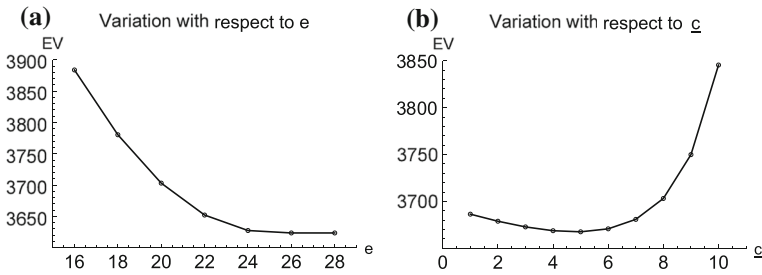 (a) Variation with respect to e
EV
3900
3850
3800
3750
3700
3650
16 18 20 22 24 26 28 e
(b) Variation with respect to c
EV
3850
3800
3750
3700
0 2 4 6 8 10 c